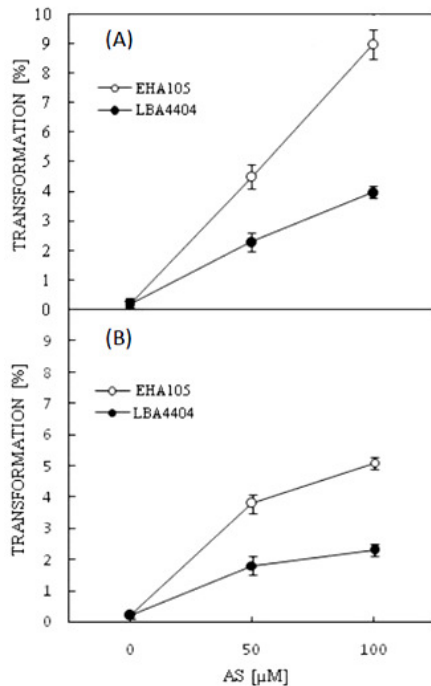 (A)
10
9
8
7
6
5
4
3
2
1
0
TRANSFORMATION [%]
EHA105
LBA4404
(B)
9
8
7
6
5
4
3
2
1
0
TRANSFORMATION [%]
EHA105
LBA4404
0 50 100
AS [µM]